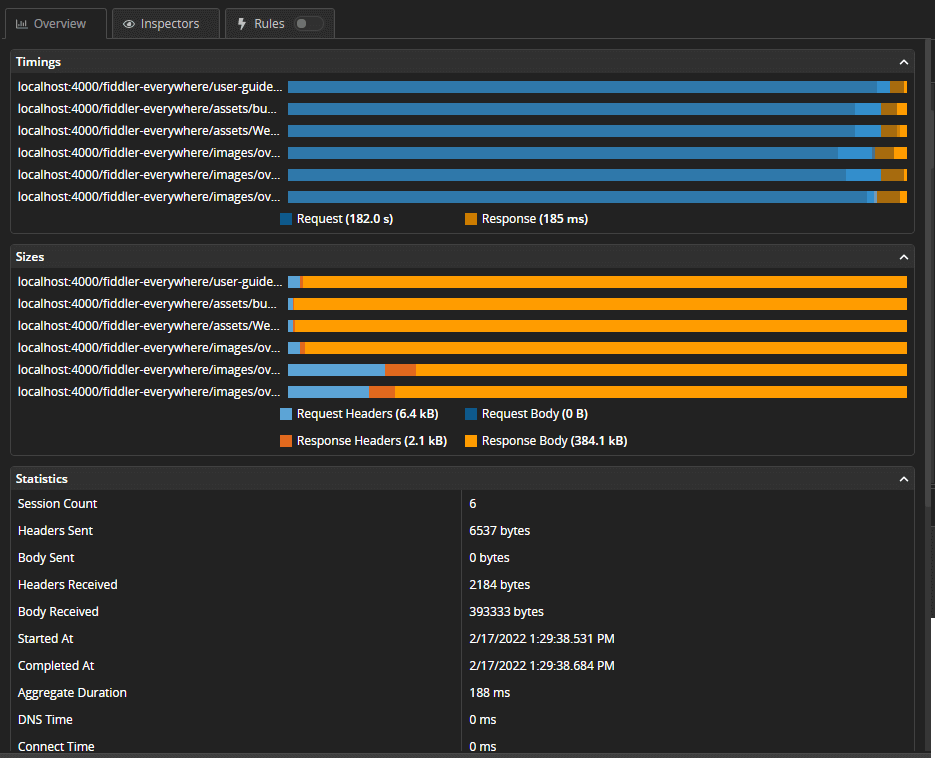 Overview Inspectors Rules
Timings
localhost:4000/fiddler-everywhere/user-guide...
localhost:4000/fiddler-everywhere/assets/bu...
localhost:4000/fiddler-everywhere/assets/We...
localhost:4000/fiddler-everywhere/images/ov...
localhost:4000/fiddler-everywhere/images/ov...
localhost:4000/fiddler-everywhere/images/ov...
Request (182.0 s) Response (185 ms)
Sizes
localhost:4000/fiddler-everywhere/user-guide...
localhost:4000/fiddler-everywhere/assets/bu...
localhost:4000/fiddler-everywhere/assets/We...
localhost:4000/fiddler-everywhere/images/ov...
localhost:4000/fiddler-everywhere/images/ov...
localhost:4000/fiddler-everywhere/images/ov...
Request Headers (6.4 kB) Request Body (0 B)
Response Headers (2.1 kB) Response Body (384.1 kB)
Statistics
Session Count 6
Headers Sent 6537 bytes
Body Sent 0 bytes
Headers Received 2184 bytes
Body Received 393333 bytes
Started At 2/17/2022 1:29:38.531 PM
Completed At 2/17/2022 1:29:38.684 PM
Aggregate Duration 188 ms
DNS Time 0 ms
Connect Time 0 ms